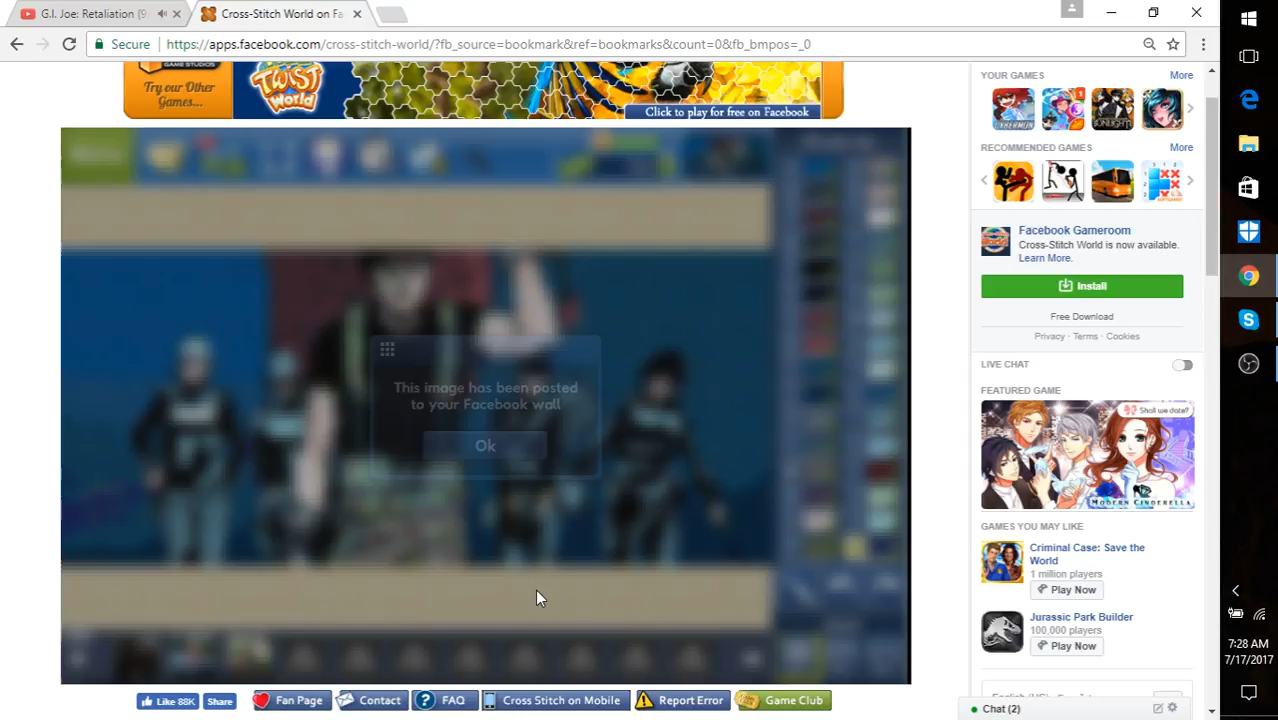 G.I. Joe: Retaliation (9
Cross-Stitch World on Fa
Secure
https://apps.facebook.com/cross-stitch-world/?fb_source=bookmark&ref=bookmarks&count=0&fb_bmpos=_0
GAME STUDIOS
Try our Other
Games...
TWIST
World
Click to play for free on Facebook
This image has been posted
to your Facebook wall
Ok
Like 88K
Share
Fan Page
Contact
FAQ
Cross Stitch on Mobile
Report Error
Game Club
YOUR GAMES
More
1
RECOMMENDED GAMES
More
Facebook Gameroom
Cross-Stitch World is now available.
Learn More.
Install
Free Download
Privacy · Terms · Cookies
LIVE CHAT
FEATURED GAME
Shall we date?
MODERN CINDERELLA
GAMES YOU MAY LIKE
Criminal Case: Save the
World
1 million players
Play Now
Jurassic Park Builder
100,000 players
Play Now
Chat (2)
7:28 AM
7/17/2017